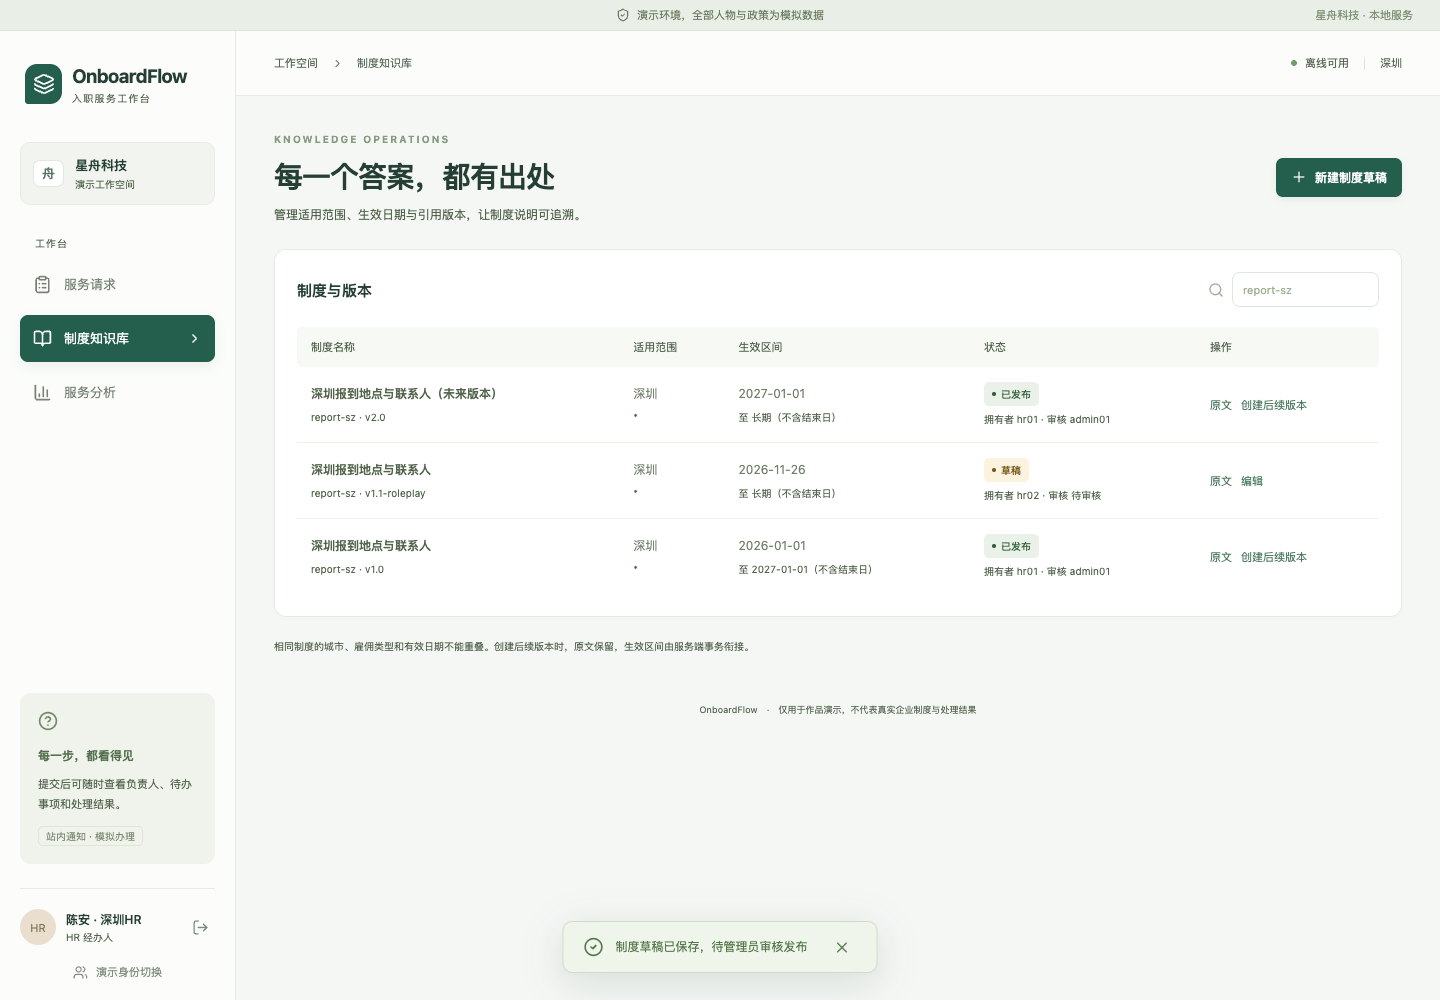 演示环境，全部人物与政策为模拟数据
星舟科技 · 本地服务
OnboardFlow
入职服务工作台
舟
星舟科技
演示工作空间
工作台
服务请求
制度知识库
服务分析
每一步，都看得见
提交后可随时查看负责人、待办
事项和处理结果。
站内通知 · 模拟办理
HR
陈安 · 深圳HR
HR 经办人
演示身份切换
工作空间 > 制度知识库
离线可用
深圳
KNOWLEDGE OPERATIONS
每一个答案，都有出处
管理适用范围、生效日期与引用版本，让制度说明可追溯。
新建制度草稿
制度与版本
report-sz
制度名称 适用范围 生效区间 状态 操作
深圳报到地点与联系人（未来版本） 深圳 2027-01-01 已发布 原文 创建后续版本
report-sz · v2.0 * 至 长期（不含结束日） 拥有者 hr01 · 审核 admin01
深圳报到地点与联系人 深圳 2026-11-26 草稿 原文 编辑
report-sz · v1.1-roleplay * 至 长期（不含结束日） 拥有者 hr02 · 审核 待审核
深圳报到地点与联系人 深圳 2026-01-01 已发布 原文 创建后续版本
report-sz · v1.0 * 至 2027-01-01（不含结束日） 拥有者 hr01 · 审核 admin01
相同制度的城市、雇佣类型和有效日期不能重叠。创建后续版本时，原文保留，生效区间由服务端事务衔接。
OnboardFlow · 仅用于作品演示，不代表真实企业制度与处理结果
制度草稿已保存，待管理员审核发布